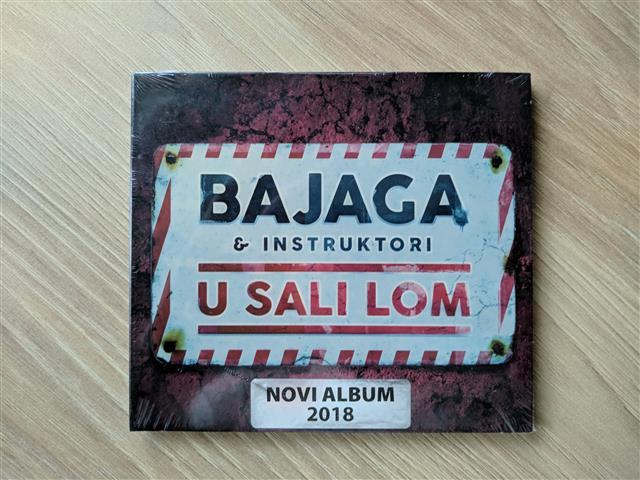 BAJAGA
& INSTRUKTORI
U SALI LOM
NOVI ALBUM
2018